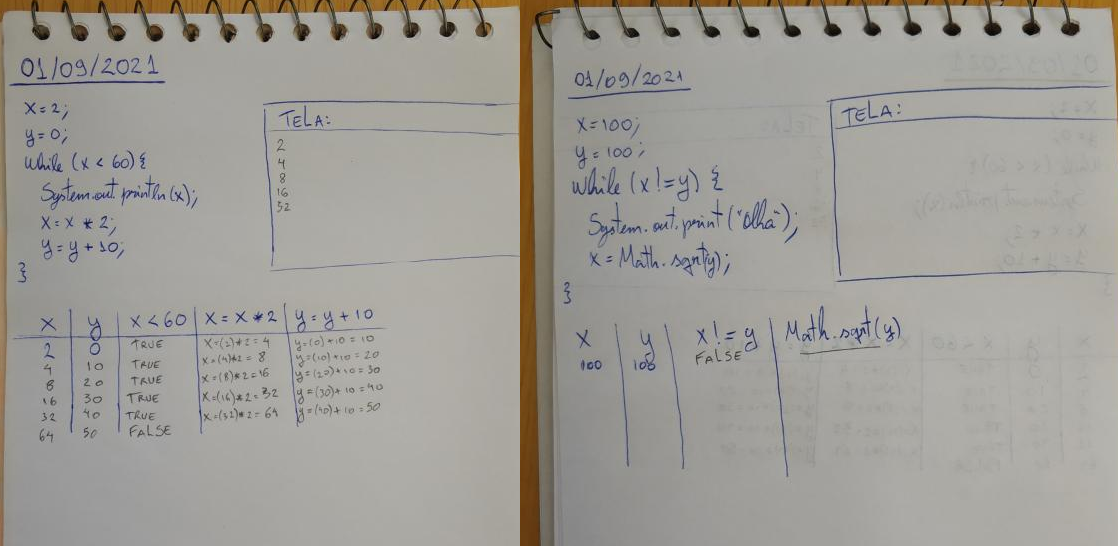 01/09/2021
x=2;
y=0;
while (x < 60) {
System.out.println(x);
x = x * 2;
y = y + 10;
}
TELA:
2
4
8
16
32
x y x < 60 x = x * 2 y = y + 10
2 0 TRUE x=(2)*2 = 4 y=(0)+10 = 10
4 10 TRUE x=(4)*2 = 8 y=(10)+10 = 20
8 20 TRUE x=(8)*2 = 16 y=(20)+10 = 30
16 30 TRUE x=(16)*2 = 32 y=(30)+10 = 40
32 40 TRUE x=(32)*2 = 64 y=(40)+10 = 50
64 50 FALSE
01/09/2021
x=100;
y=100;
while (x != y) {
System.out.print("Olha");
x = Math.sqrt(y);
}
TELA:
x y x != y Math.sqrt(y)
100 100 FALSE